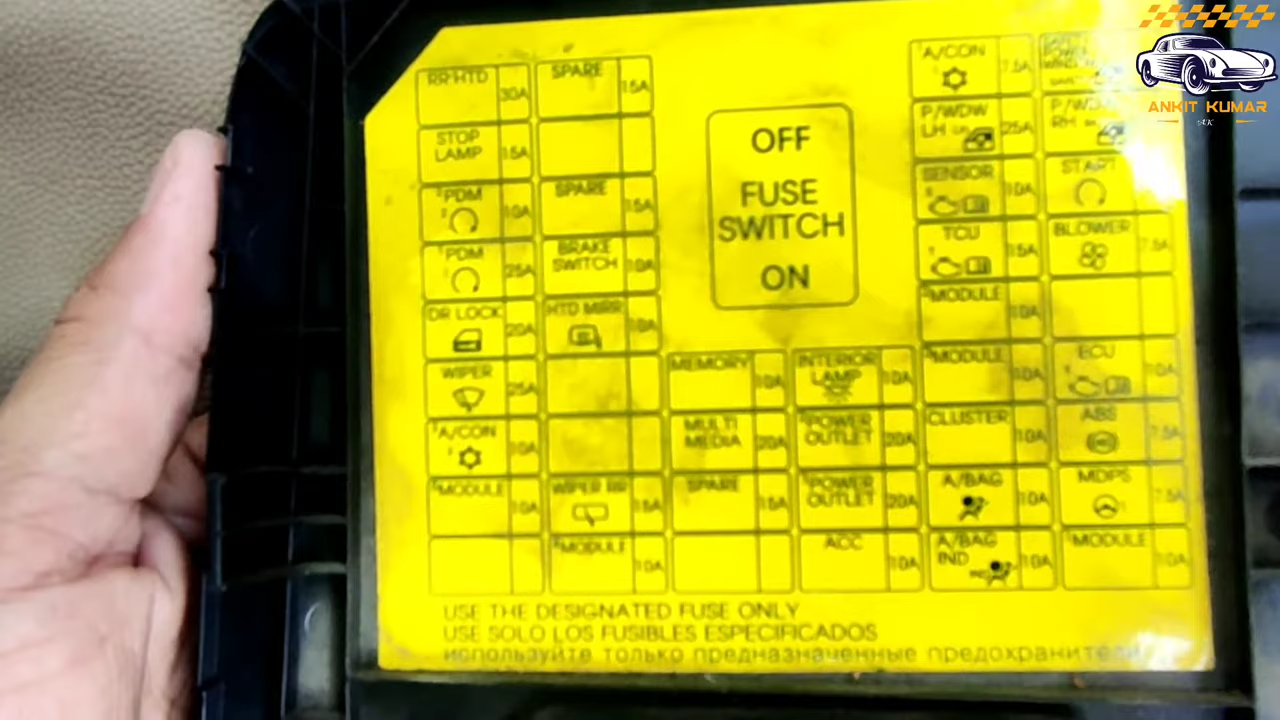 RR HTD 30A
SPARE 15A
STOP
LAMP 15A
PDM 10A
SPARE 15A
PDM 25A
BRAKE
SWITCH 10A
DR LOCK 20A
HTD MIRR 10A
WIPER 25A
A/CON 10A
MODULE 10A
WIPER RR 15A
MODULE 10A
OFF
FUSE
SWITCH
ON
MEMORY 10A
INTERIOR
LAMP 10A
MULTI
MEDIA 20A
POWER
OUTLET 20A
SPARE 15A
POWER
OUTLET 20A
ACC 10A
A/CON 7.5A
P/WDW
LH 25A
P/WDW
RH
SENSOR 10A
START
TCU 15A
BLOWER 7.5A
MODULE 10A
MODULE 10A
ECU 10A
CLUSTER 10A
ABS 7.5A
A/BAG 10A
MDPS 7.5A
A/BAG
IND 10A
MODULE 10A
USE THE DESIGNATED FUSE ONLY
USE SOLO LOS FUSIBLES ESPECIFICADOS
используйте только предназначенные предохранители
ANKIT KUMAR
AK